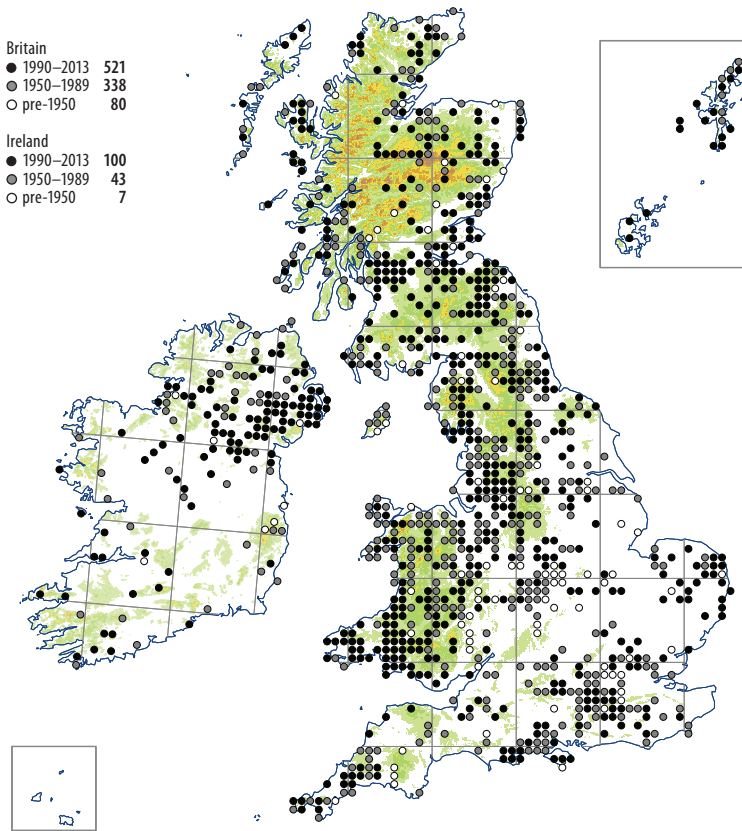 Britain
● 1990–2013 521
● 1950–1989 338
○ pre-1950 80
Ireland
● 1990–2013 100
● 1950–1989 43
○ pre-1950 7